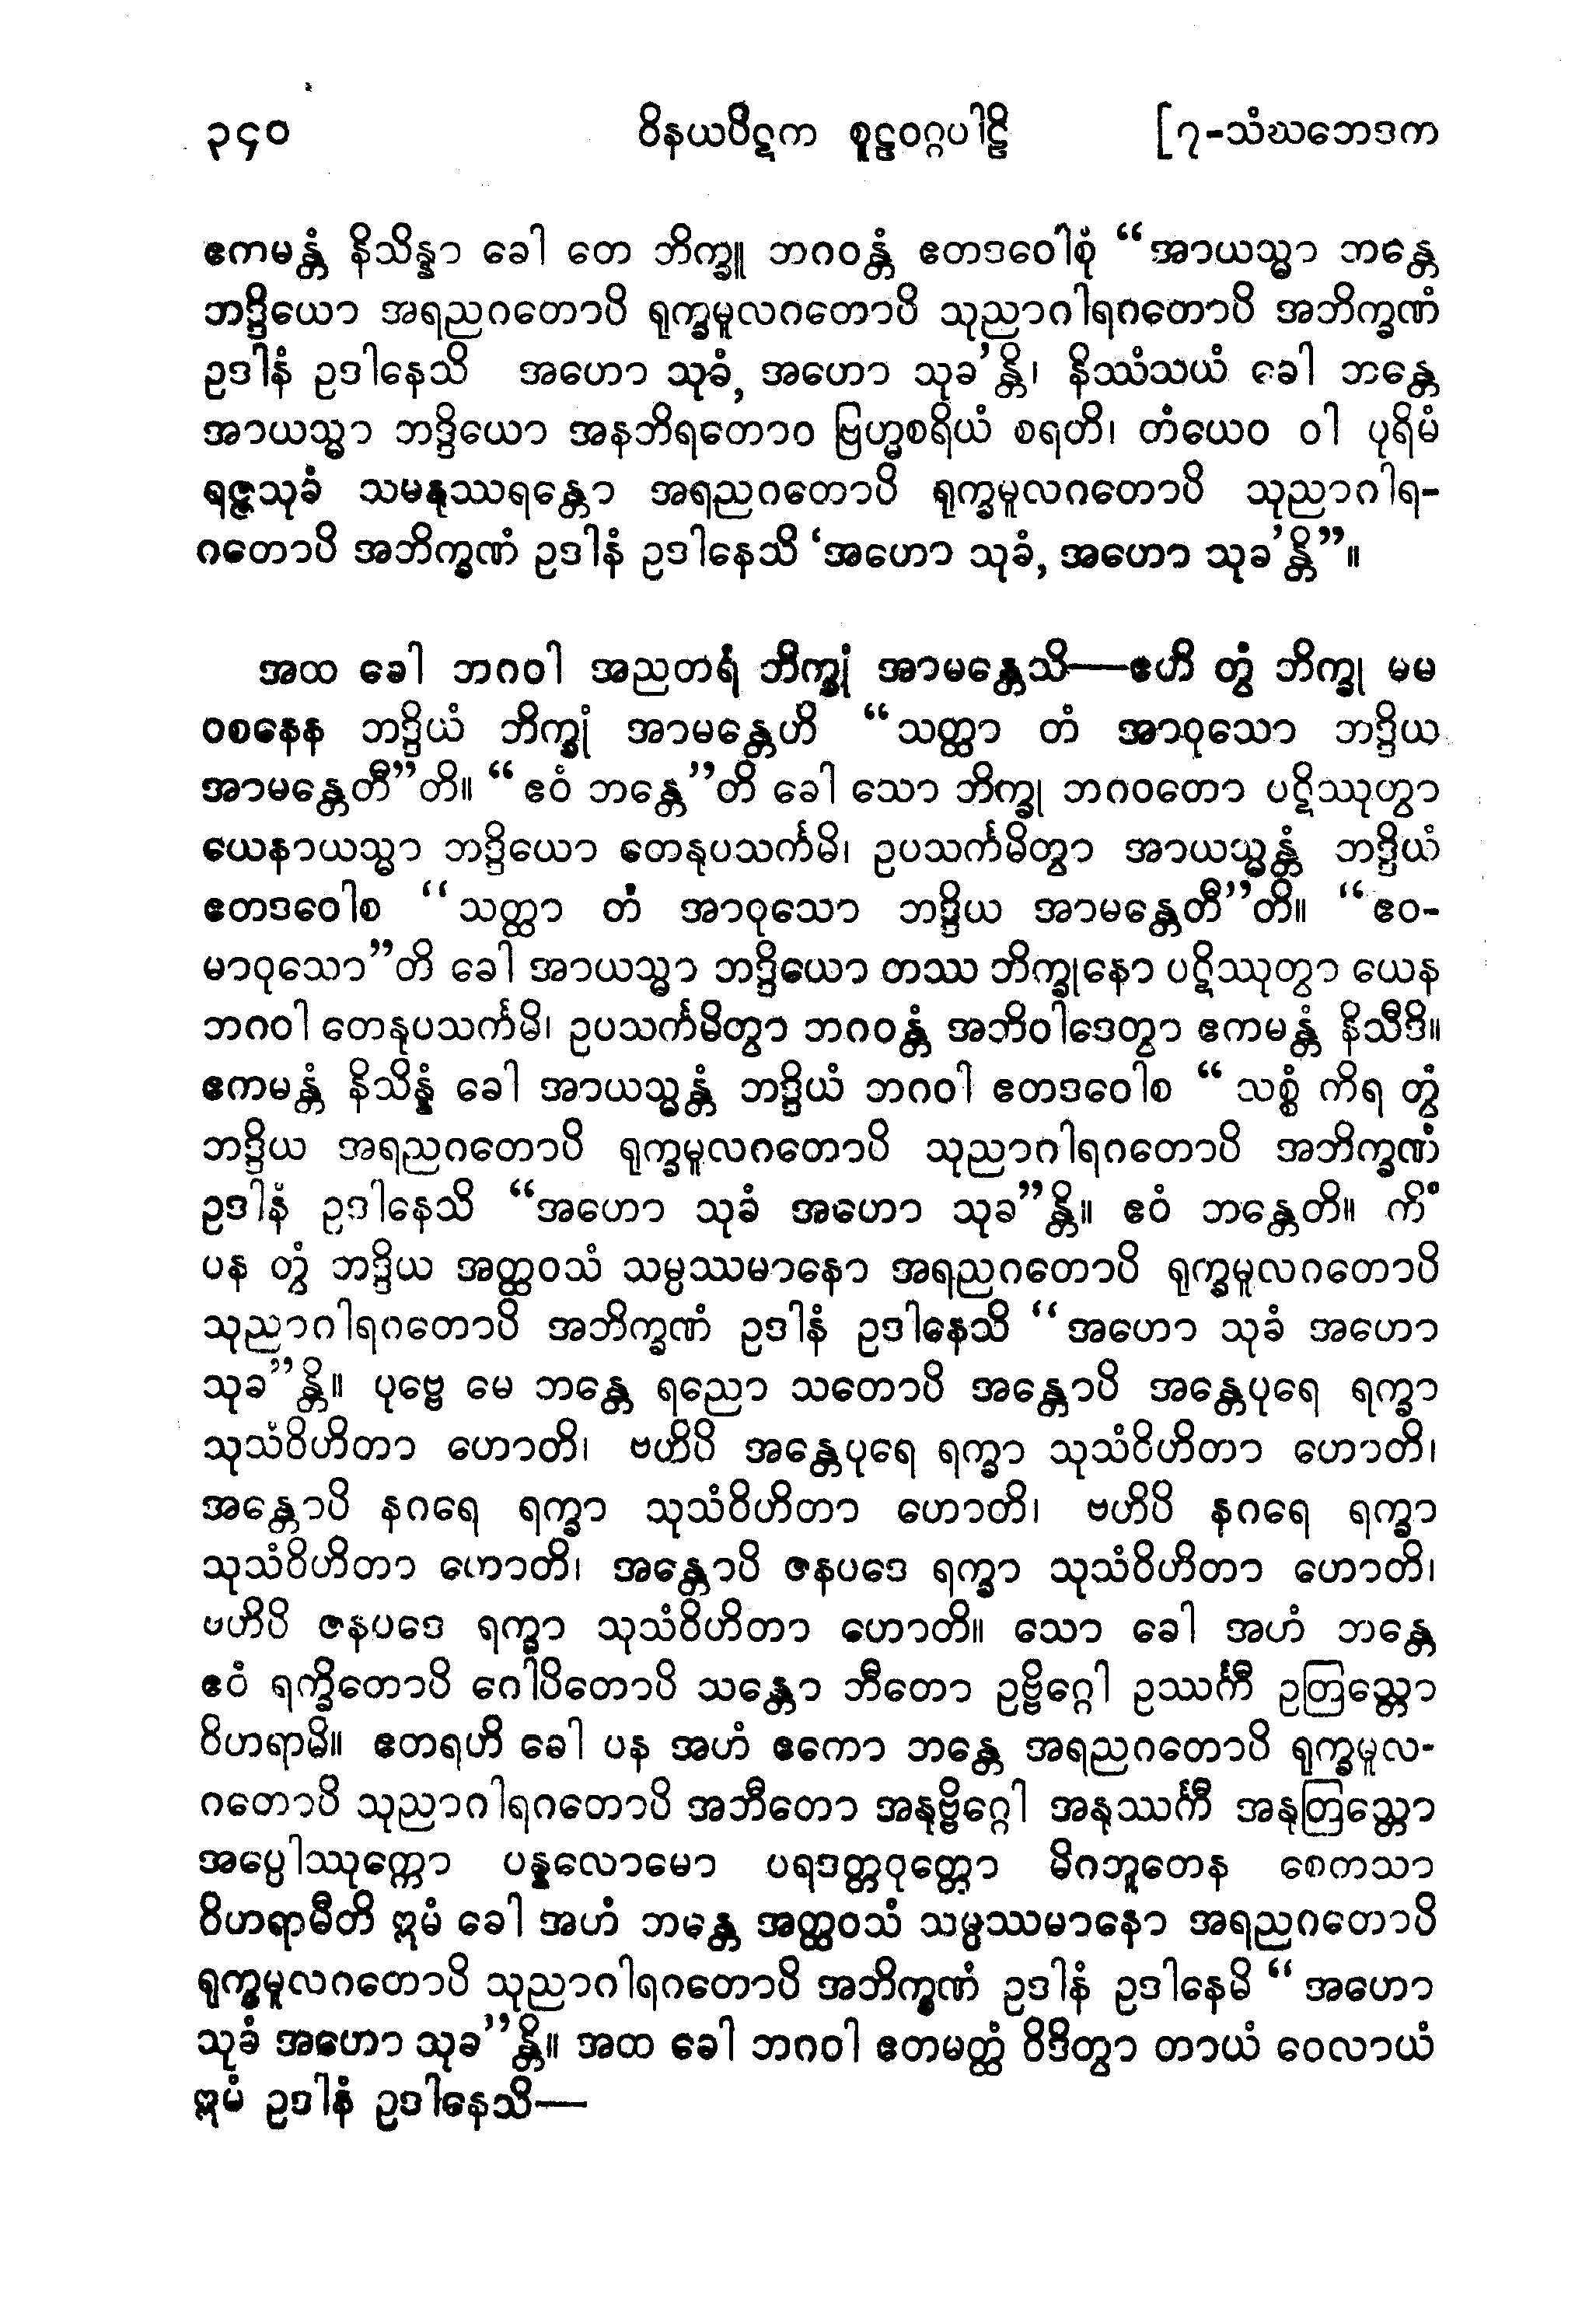 ၃၄၀ ဝိနယပိဋက စူဠဝဂ္ဂပါဠိ [၇-သံဃဘေဒက
ဧကမန္တံ နိသိန္နာ ခေါ တေ ဘိက္ခူ ဘဂဝန္တံ ဧတဒဝေါစုံ “အာယသ္မာ ဘန္တေ
ဘဒ္ဒိယော အရညဂတောပိ ရုက္ခမူလဂတောပိ သုညာဂါရဂတောပိ အဘိက္ခဏံ
ဥဒါနံ ဥဒါနေသိ အဟော သုခံ, အဟော သုခ’န္တိ၊ နိဿံသယံ ခေါ ဘန္တေ
အာယသ္မာ ဘဒ္ဒိယော အနဘိရတောဝ ဗြဟ္မစရိယံ စရတိ၊ တံယေဝ ဝါ ပုရိမံ
ရဇ္ဇသုခံ သမနုဿရန္တော အရညဂတောပိ ရုက္ခမူလဂတောပိ သုညာဂါရ-
ဂတောပိ အဘိက္ခဏံ ဥဒါနံ ဥဒါနေသိ ‘အဟော သုခံ, အဟော သုခ’န္တိ”။
အထ ခေါ ဘဂဝါ အညတရံ ဘိက္ခုံ အာမန္တေသိ—ဧဟိ တွံ ဘိက္ခု မမ
ဝစနေန ဘဒ္ဒိယံ ဘိက္ခုံ အာမန္တေဟိ “သတ္ထာ တံ အာဝုသော ဘဒ္ဒိယ
အာမန္တေတီ”တိ။ “ဧဝံ ဘန္တေ”တိ ခေါ သော ဘိက္ခု ဘဂဝတော ပဋိဿုတွာ
ယေနာယသ္မာ ဘဒ္ဒိယော တေနုပသင်္ကမိ၊ ဥပသင်္ကမိတွာ အာယသ္မန္တံ ဘဒ္ဒိယံ
ဧတဒဝေါစ “သတ္ထာ တံ အာဝုသော ဘဒ္ဒိယ အာမန္တေတီ”တိ။ “ဧဝ-
မာဝုသော”တိ ခေါ အာယသ္မာ ဘဒ္ဒိယော တဿ ဘိက္ခုနော ပဋိဿုတွာ ယေန
ဘဂဝါ တေနုပသင်္ကမိ၊ ဥပသင်္ကမိတွာ ဘဂဝန္တံ အဘိဝါဒေတွာ ဧကမန္တံ နိသီဒိ။
ဧကမန္တံ နိသိန္နံ ခေါ အာယသ္မန္တံ ဘဒ္ဒိယံ ဘဂဝါ ဧတဒဝေါစ “သစ္စံ ကိရ တွံ
ဘဒ္ဒိယ အရညဂတောပိ ရုက္ခမူလဂတောပိ သုညာဂါရဂတောပိ အဘိက္ခဏံ
ဥဒါနံ ဥဒါနေသိ “အဟော သုခံ အဟော သုခ”န္တိ။ ဧဝံ ဘန္တေတိ။ ကိံ
ပန တွံ ဘဒ္ဒိယ အတ္ထဝသံ သမ္ပဿမာနော အရညဂတောပိ ရုက္ခမူလဂတောပိ
သုညာဂါရဂတောပိ အဘိက္ခဏံ ဥဒါနံ ဥဒါနေသိ “အဟော သုခံ အဟော
သုခ”န္တိ။ ပုဗ္ဗေ မေ ဘန္တေ ရညော သတောပိ အန္တောပိ အန္တေပုရေ ရက္ခာ
သုသံဝိဟိတာ ဟောတိ၊ ဗဟိပိ အန္တေပုရေ ရက္ခာ သုသံဝိဟိတာ ဟောတိ၊
အန္တောပိ နဂရေ ရက္ခာ သုသံဝိဟိတာ ဟောတိ၊ ဗဟိပိ နဂရေ ရက္ခာ
သုသံဝိဟိတာ ဟောတိ၊ အန္တောပိ ဇနပဒေ ရက္ခာ သုသံဝိဟိတာ ဟောတိ၊
ဗဟိပိ ဇနပဒေ ရက္ခာ သုသံဝိဟိတာ ဟောတိ။ သော ခေါ အဟံ ဘန္တေ
ဧဝံ ရက္ခိတောပိ ဂေါပိတောပိ သန္တော ဘီတော ဥဗ္ဗိဂ္ဂေါ ဥဿင်္ကီ ဥတြသ္တော
ဝိဟရာမိ။ ဧတရဟိ ခေါ ပန အဟံ ဧကော ဘန္တေ အရညဂတောပိ ရုက္ခမူလ-
ဂတောပိ သုညာဂါရဂတောပိ အဘီတော အနုဗ္ဗိဂ္ဂေါ အနုဿင်္ကီ အနုတြသ္တော
အပ္ပေါဿုက္ကော ပန္နလောမော ပရဒတ္တဝုတ္တော မိဂဘူတေန စေကသာ
ဝိဟရာမီတိ ဣမံ ခေါ အဟံ ဘန္တေ အတ္ထဝသံ သမ္ပဿမာနော အရညဂတောပိ
ရုက္ခမူလဂတောပိ သုညာဂါရဂတောပိ အဘိက္ခဏံ ဥဒါနံ ဥဒါနေမိ “အဟော
သုခံ အဟော သုခ”န္တိ။ အထ ခေါ ဘဂဝါ ဧတမတ္ထံ ဝိဒိတွာ တာယံ ဝေလာယံ
ဣမံ ဥဒါနံ ဥဒါနေသိ—